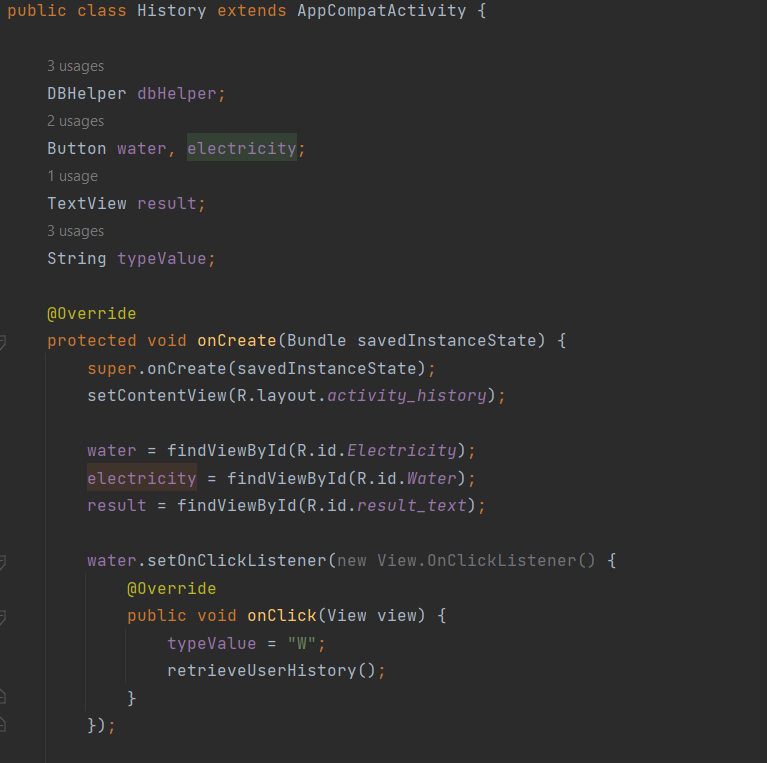 public class History extends AppCompatActivity {
3 usages
DBHelper dbHelper;
2 usages
Button water, electricity;
1 usage
TextView result;
3 usages
String typeValue;
@Override
protected void onCreate(Bundle savedInstanceState) {
super.onCreate(savedInstanceState);
setContentView(R.layout.activity_history);
water = findViewById(R.id.Electricity);
electricity = findViewById(R.id.Water);
result = findViewById(R.id.result_text);
water.setOnClickListener(new View.OnClickListener() {
@Override
public void onClick(View view) {
typeValue = "W";
retrieveUserHistory();
}
});